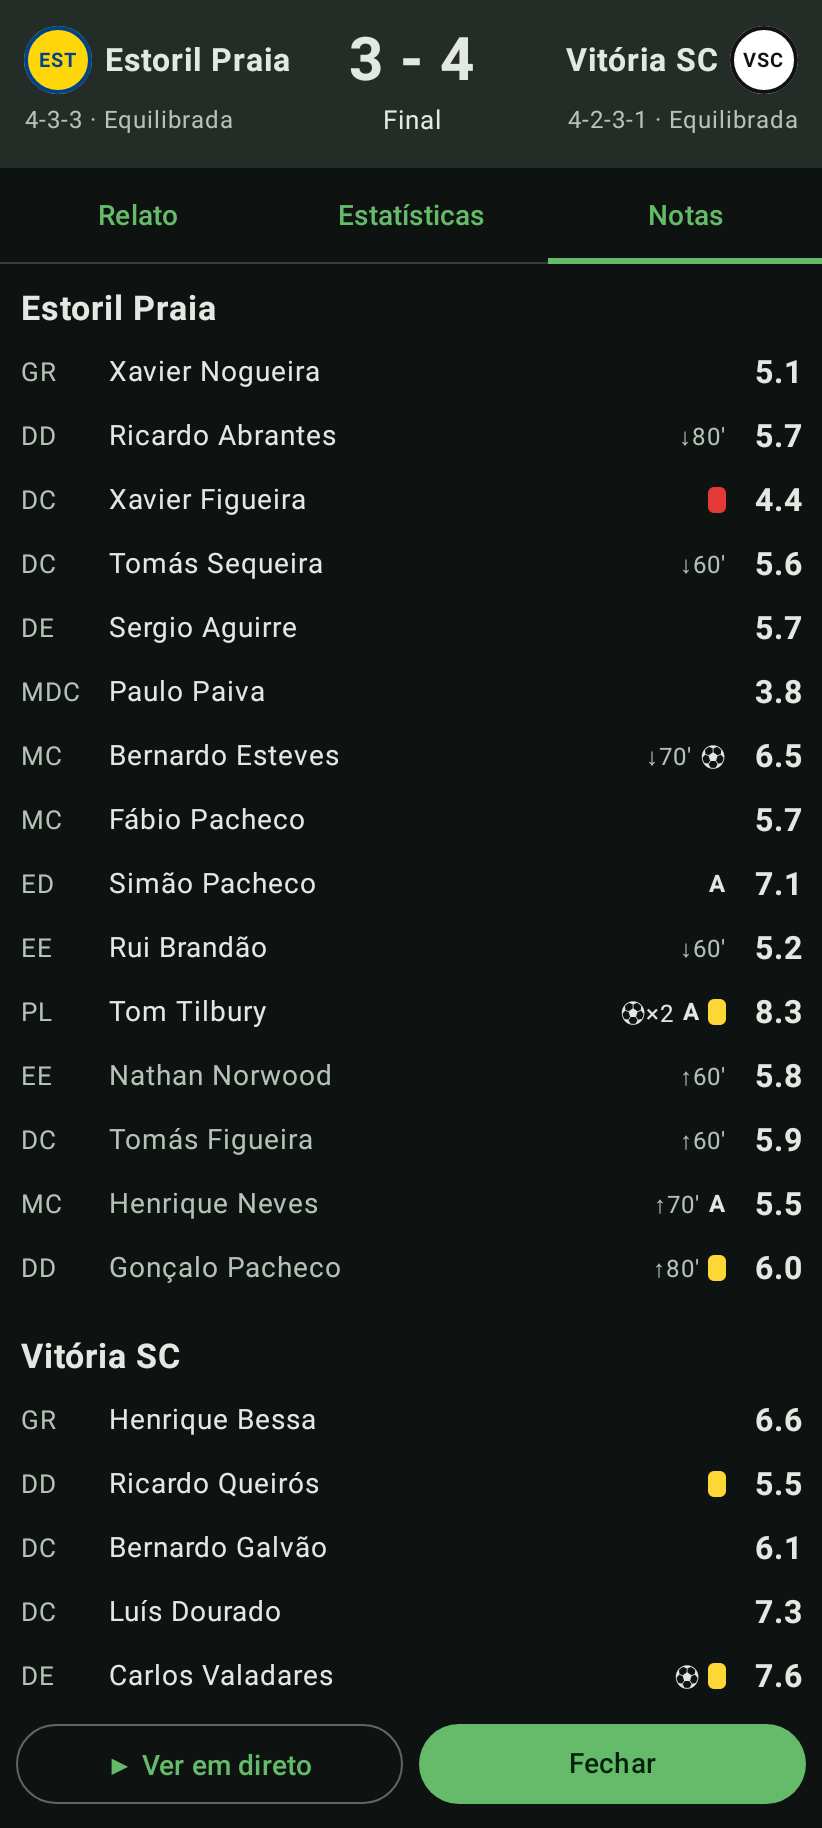 EST Estoril Praia 3 - 4 Vitória SC VSC
4-3-3 · Equilibrada Final 4-2-3-1 · Equilibrada
Relato Estatísticas Notas
Estoril Praia
GR Xavier Nogueira 5.1
DD Ricardo Abrantes ↓80' 5.7
DC Xavier Figueira 4.4
DC Tomás Sequeira ↓60' 5.6
DE Sergio Aguirre 5.7
MDC Paulo Paiva 3.8
MC Bernardo Esteves ↓70' ⚽ 6.5
MC Fábio Pacheco 5.7
ED Simão Pacheco A 7.1
EE Rui Brandão ↓60' 5.2
PL Tom Tilbury ⚽×2 A 8.3
EE Nathan Norwood ↑60' 5.8
DC Tomás Figueira ↑60' 5.9
MC Henrique Neves ↑70' A 5.5
DD Gonçalo Pacheco ↑80' 6.0
Vitória SC
GR Henrique Bessa 6.6
DD Ricardo Queirós 5.5
DC Bernardo Galvão 6.1
DC Luís Dourado 7.3
DE Carlos Valadares ⚽ 7.6
► Ver em direto Fechar